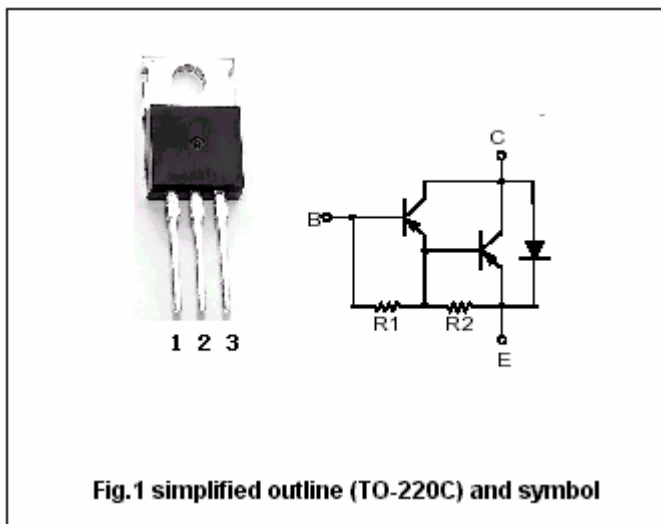 C
B
R1 R2
E
1 2 3
Fig.1 simplified outline (TO-220C) and symbol